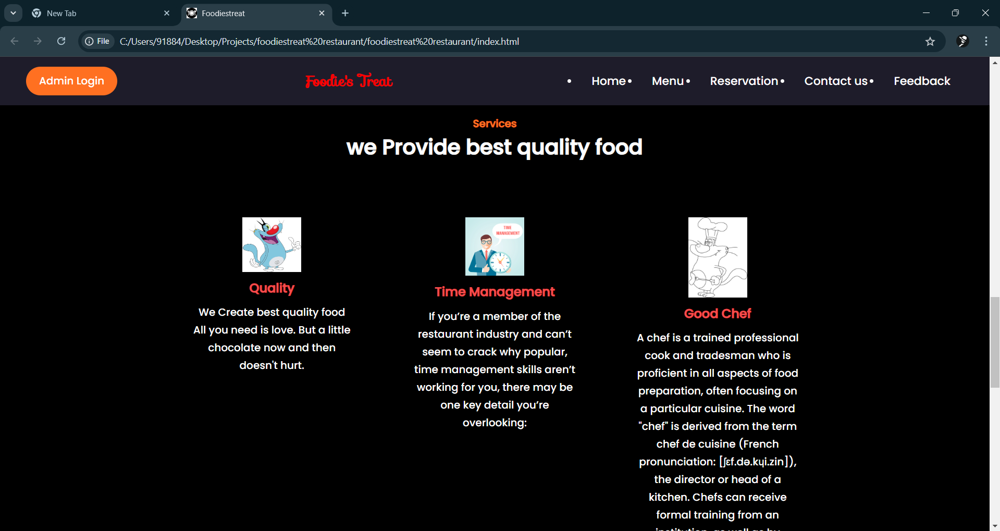 New Tab
Foodiestreat
File
C:/Users/91884/Desktop/Projects/foodiestreat%20restaurant/foodiestreat%20restaurant/index.html
Admin Login
Foodie's Treat
• Home • Menu • Reservation • Contact us • Feedback
Services
we Provide best quality food
Quality
We Create best quality food
All you need is love. But a little
chocolate now and then
doesn't hurt.
TIME
MANAGEMENT
Time Management
If you’re a member of the
restaurant industry and can’t
seem to crack why popular,
time management skills aren’t
working for you, there may be
one key detail you’re
overlooking:
Good Chef
A chef is a trained professional
cook and tradesman who is
proficient in all aspects of food
preparation, often focusing on
a particular cuisine. The word
"chef" is derived from the term
chef de cuisine (French
pronunciation: [ʃɛf.də.kɥi.zin]),
the director or head of a
kitchen. Chefs can receive
formal training from an
institution, as well as by